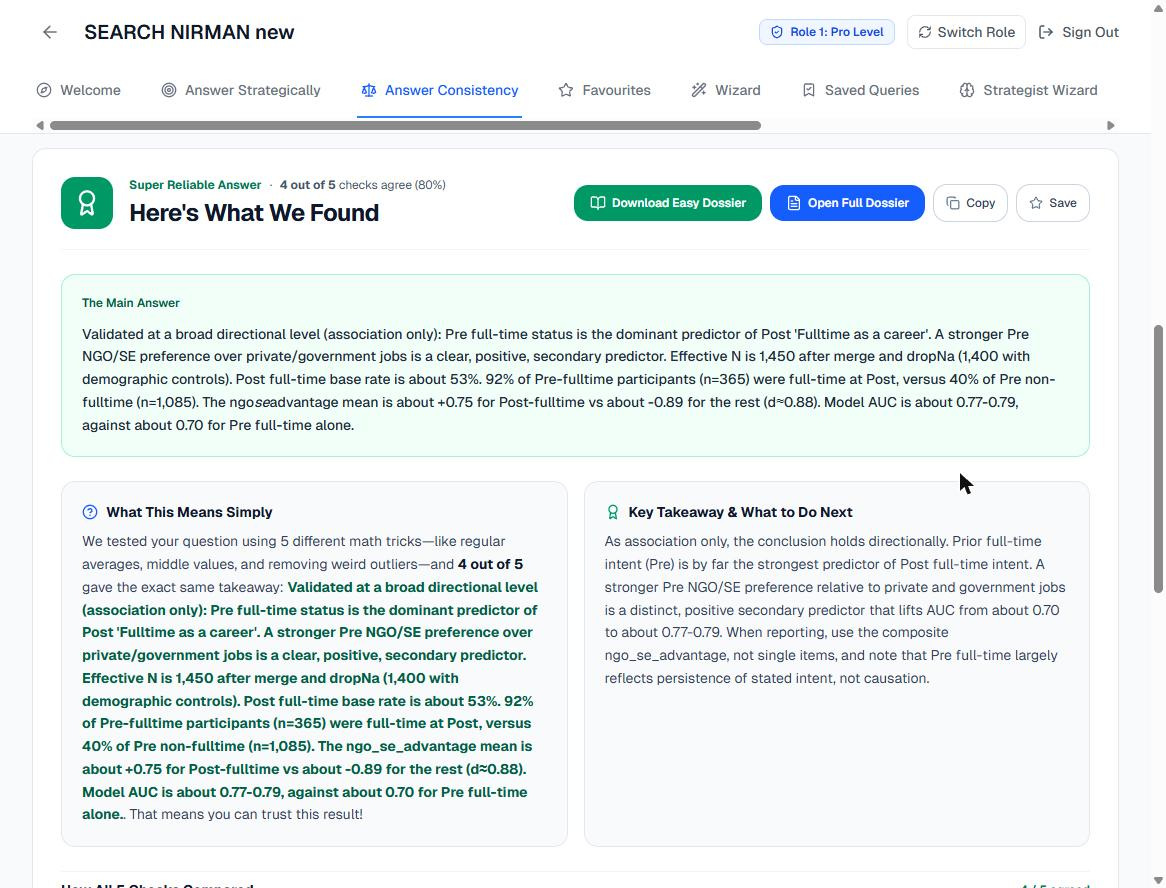 SEARCH NIRMAN new
Role 1: Pro Level
Switch Role
Sign Out
Welcome
Answer Strategically
Answer Consistency
Favourites
Wizard
Saved Queries
Strategist Wizard
Super Reliable Answer · 4 out of 5 checks agree (80%)
Here's What We Found
Download Easy Dossier
Open Full Dossier
Copy
Save
The Main Answer
Validated at a broad directional level (association only): Pre full-time status is the dominant predictor of Post 'Fulltime as a career'. A stronger Pre
NGO/SE preference over private/government jobs is a clear, positive, secondary predictor. Effective N is 1,450 after merge and dropNa (1,400 with
demographic controls). Post full-time base rate is about 53%. 92% of Pre-fulltime participants (n=365) were full-time at Post, versus 40% of Pre non-
fulltime (n=1,085). The ngoseadvantage mean is about +0.75 for Post-fulltime vs about -0.89 for the rest (d≈0.88). Model AUC is about 0.77-0.79,
against about 0.70 for Pre full-time alone.
What This Means Simply
We tested your question using 5 different math tricks—like regular
averages, middle values, and removing weird outliers—and 4 out of 5
gave the exact same takeaway: Validated at a broad directional level
(association only): Pre full-time status is the dominant predictor of
Post 'Fulltime as a career'. A stronger Pre NGO/SE preference over
private/government jobs is a clear, positive, secondary predictor.
Effective N is 1,450 after merge and dropNa (1,400 with
demographic controls). Post full-time base rate is about 53%. 92%
of Pre-fulltime participants (n=365) were full-time at Post, versus
40% of Pre non-fulltime (n=1,085). The ngo_se_advantage mean is
about +0.75 for Post-fulltime vs about -0.89 for the rest (d≈0.88).
Model AUC is about 0.77-0.79, against about 0.70 for Pre full-time
alone.. That means you can trust this result!
Key Takeaway & What to Do Next
As association only, the conclusion holds directionally. Prior full-time
intent (Pre) is by far the strongest predictor of Post full-time intent. A
stronger Pre NGO/SE preference relative to private and government jobs
is a distinct, positive secondary predictor that lifts AUC from about 0.70
to about 0.77-0.79. When reporting, use the composite
ngo_se_advantage, not single items, and note that Pre full-time largely
reflects persistence of stated intent, not causation.
How All 5 Checks Compared
4 / 5 agreed